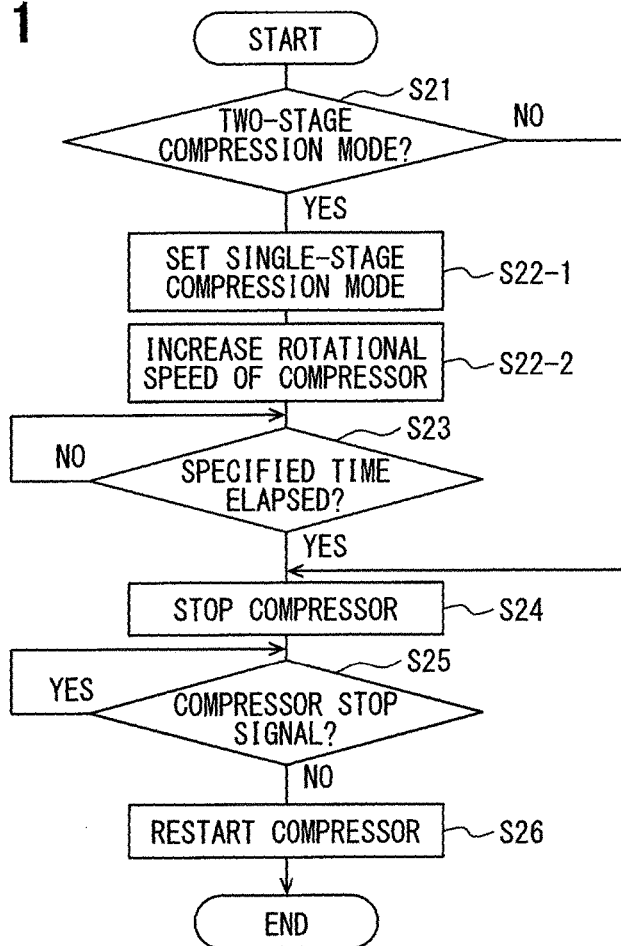 1
START
S21
TWO-STAGE
COMPRESSION MODE?
NO
YES
SET SINGLE-STAGE
COMPRESSION MODE
S22-1
INCREASE ROTATIONAL
SPEED OF COMPRESSOR
S22-2
S23
NO
SPECIFIED TIME
ELAPSED?
YES
STOP COMPRESSOR
S24
S25
YES
COMPRESSOR STOP
SIGNAL?
NO
RESTART COMPRESSOR
S26
END